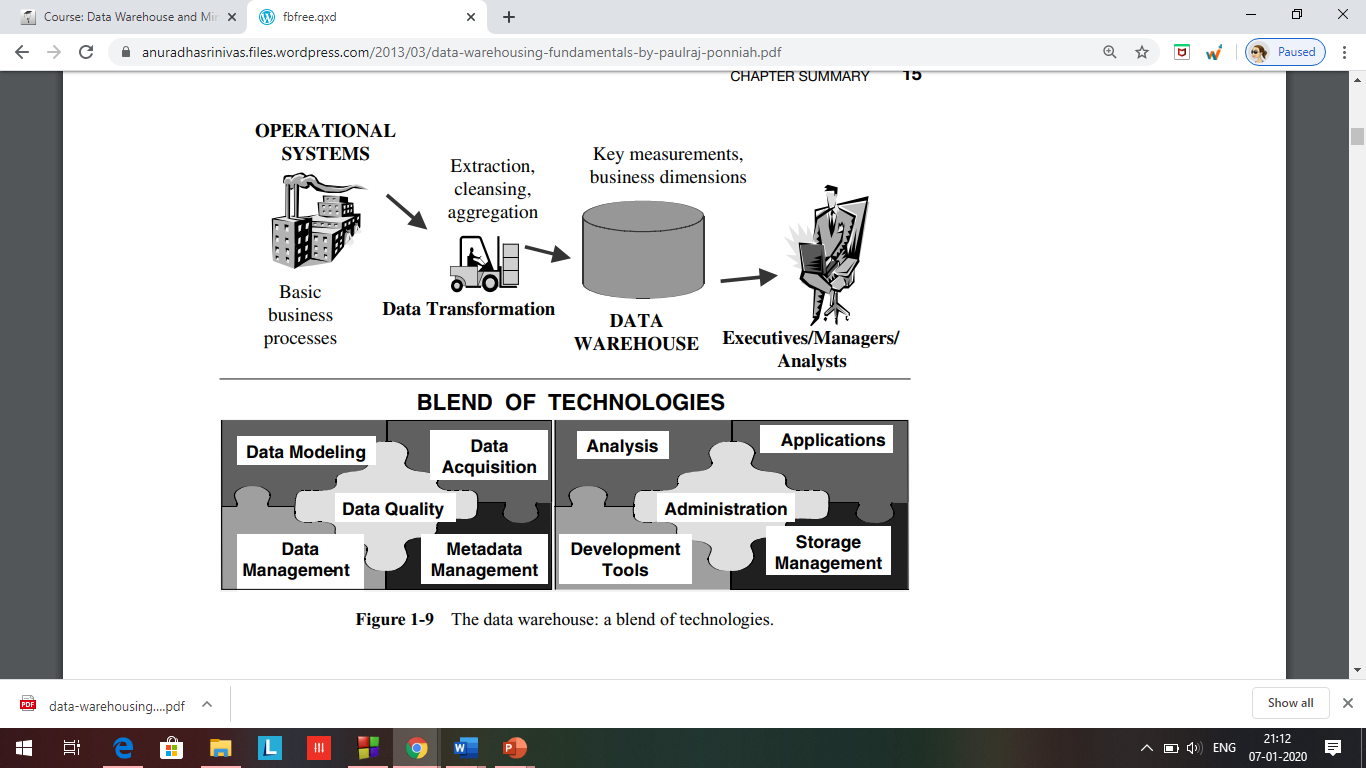 Course: Data Warehouse and Min
fbfree.qxd
anuradhasrinivas.files.wordpress.com/2013/03/data-warehousing-fundamentals-by-paulraj-ponniah.pdf
Paused
CHAPTER SUMMARY 15
OPERATIONAL
SYSTEMS
Basic
business
processes
Extraction,
cleansing,
aggregation
Data Transformation
Key measurements,
business dimensions
DATA
WAREHOUSE
Executives/Managers/
Analysts
BLEND OF TECHNOLOGIES
Data Modeling
Data
Acquisition
Data Quality
Data
Management
Metadata
Management
Analysis
Applications
Administration
Development
Tools
Storage
Management
Figure 1-9 The data warehouse: a blend of technologies.
PDF
data-warehousing....pdf
Show all
L
W
P
ENG
21:12
07-01-2020